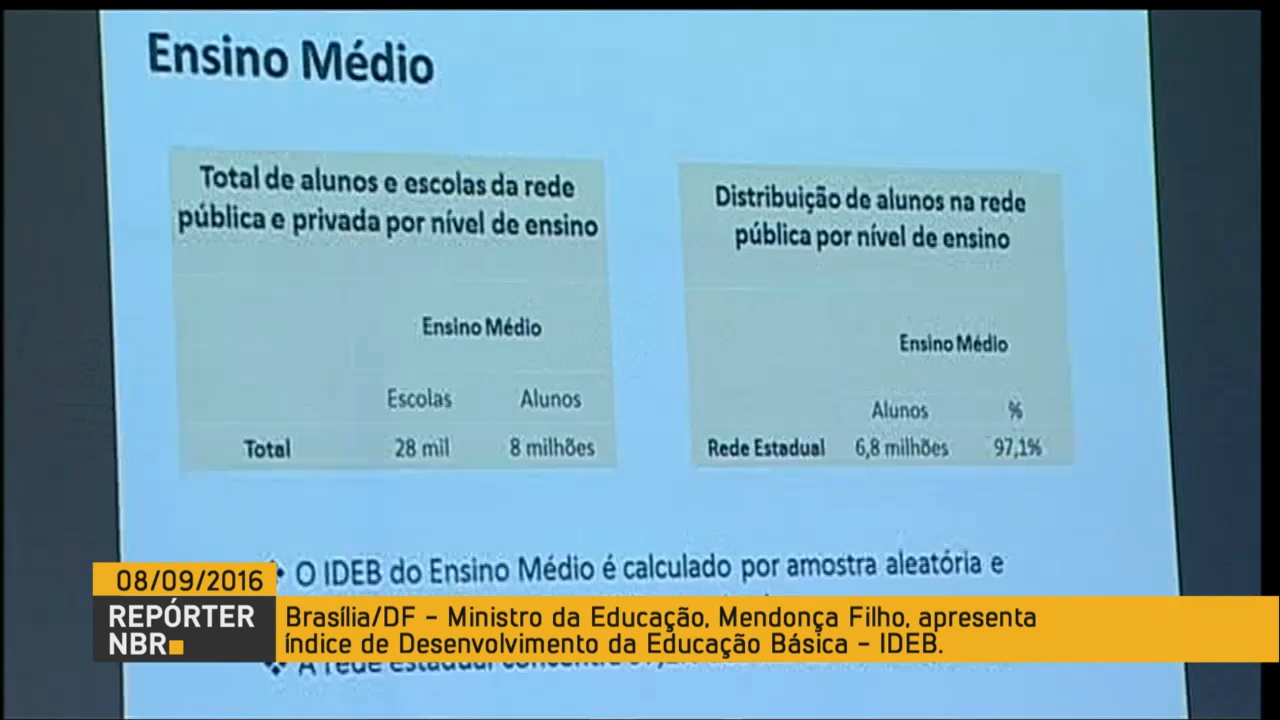 Ensino Médio
Total de alunos e escolas da rede
pública e privada por nível de ensino
Ensino Médio
Escolas Alunos
Total 28 mil 8 milhões
Distribuição de alunos na rede
pública por nível de ensino
Ensino Médio
Alunos %
Rede Estadual 6,8 milhões 97,1%
O IDEB do Ensino Médio é calculado por amostra aleatória e
A rede estadual
08/09/2016
REPÓRTER
NBR
Brasília/DF – Ministro da Educação, Mendonça Filho, apresenta
índice de Desenvolvimento da Educação Básica – IDEB.